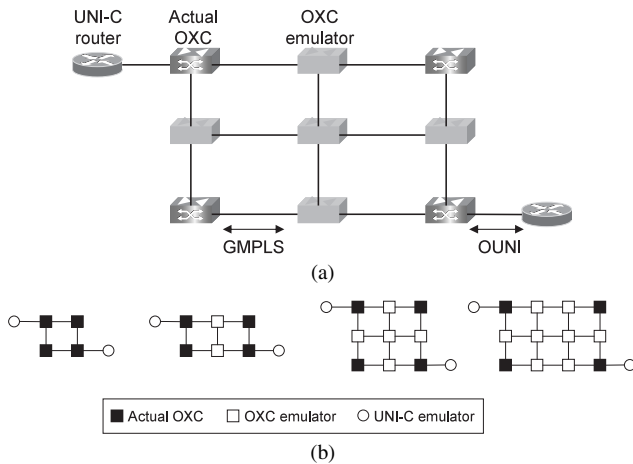 UNI-C
router
Actual
OXC
OXC
emulator
GMPLS
OUNI
(a)
Actual OXC
OXC emulator
UNI-C emulator
(b)